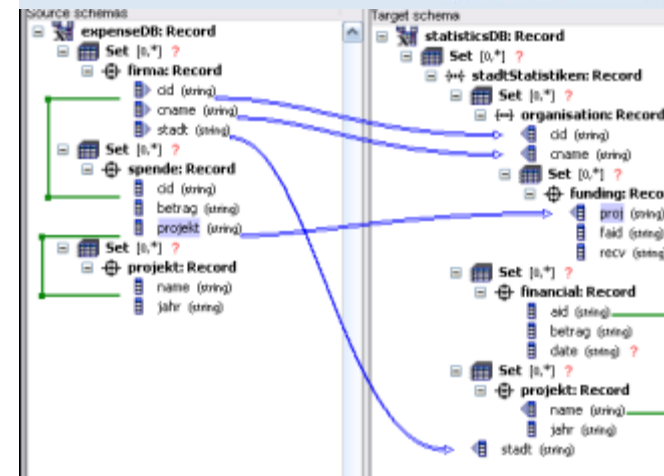 Source schemas
expenseDB: Record
Set [0,*] ?
firma: Record
cid (string)
cname (string)
stadt (string)
Set [0,*] ?
spende: Record
cid (string)
betrag (string)
projekt (string)
Set [0,*] ?
projekt: Record
name (string)
jahr (string)
Target schema
statisticsDB: Record
Set [0,*] ?
stadtStatistiken: Record
Set [0,*] ?
organisation: Record
cid (string)
cname (string)
Set [0,*] ?
funding: Reco
proj (string)
faid (string)
recv (string)
Set [0,*] ?
financial: Record
aid (string)
betrag (string)
date (string) ?
Set [0,*] ?
projekt: Record
name (string)
jahr (string)
stadt (string)